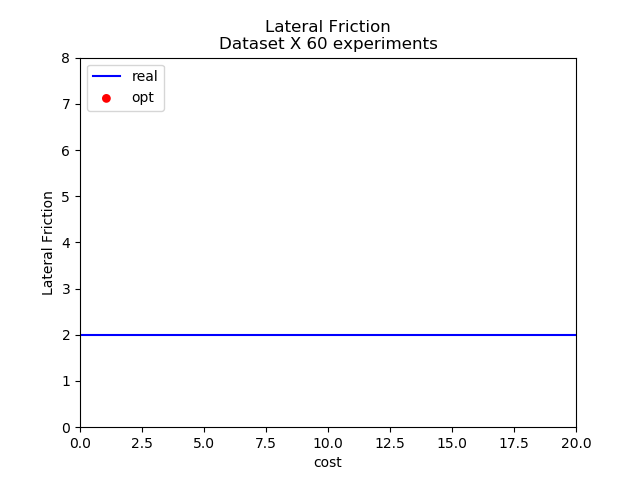 Lateral Friction
Dataset X 60 experiments
real
opt
8
7
6
5
4
3
2
1
0
Lateral Friction
0.0 2.5 5.0 7.5 10.0 12.5 15.0 17.5 20.0
cost